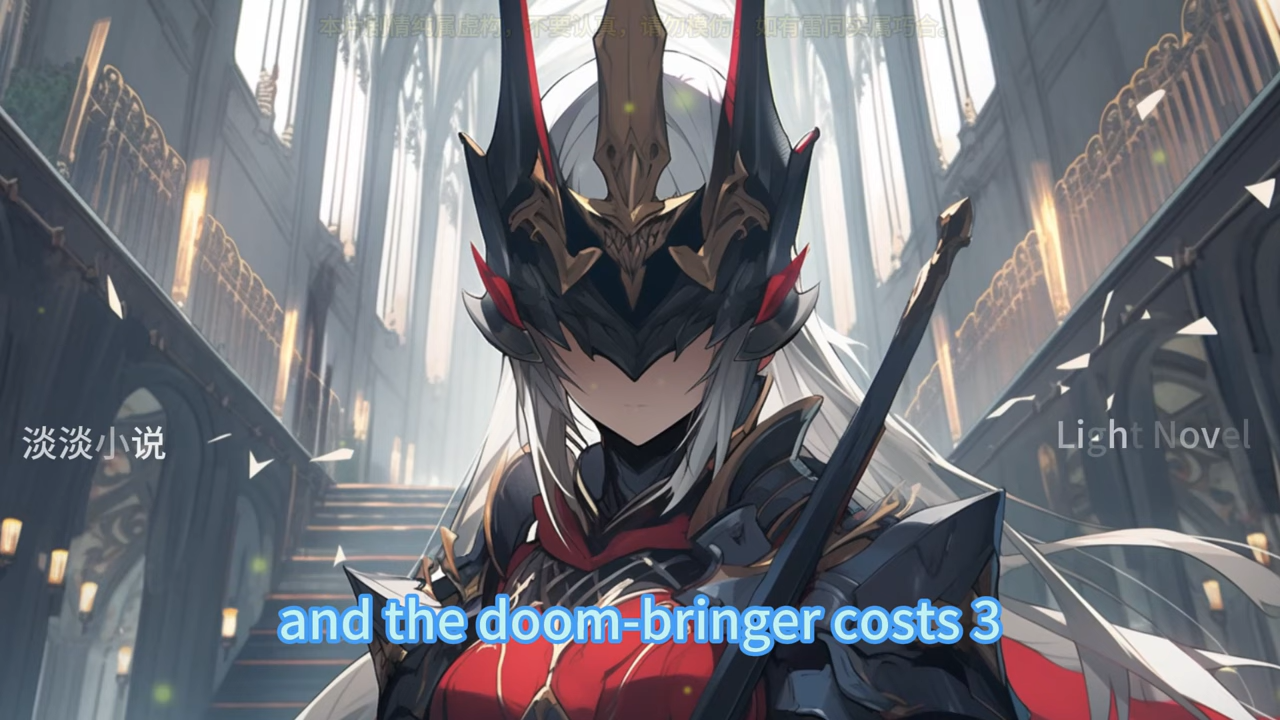 本片剧情纯属虚构，不要认真，请勿模仿，如有雷同实属巧合。
淡淡小说
Light Novel
and the doom-bringer costs 3